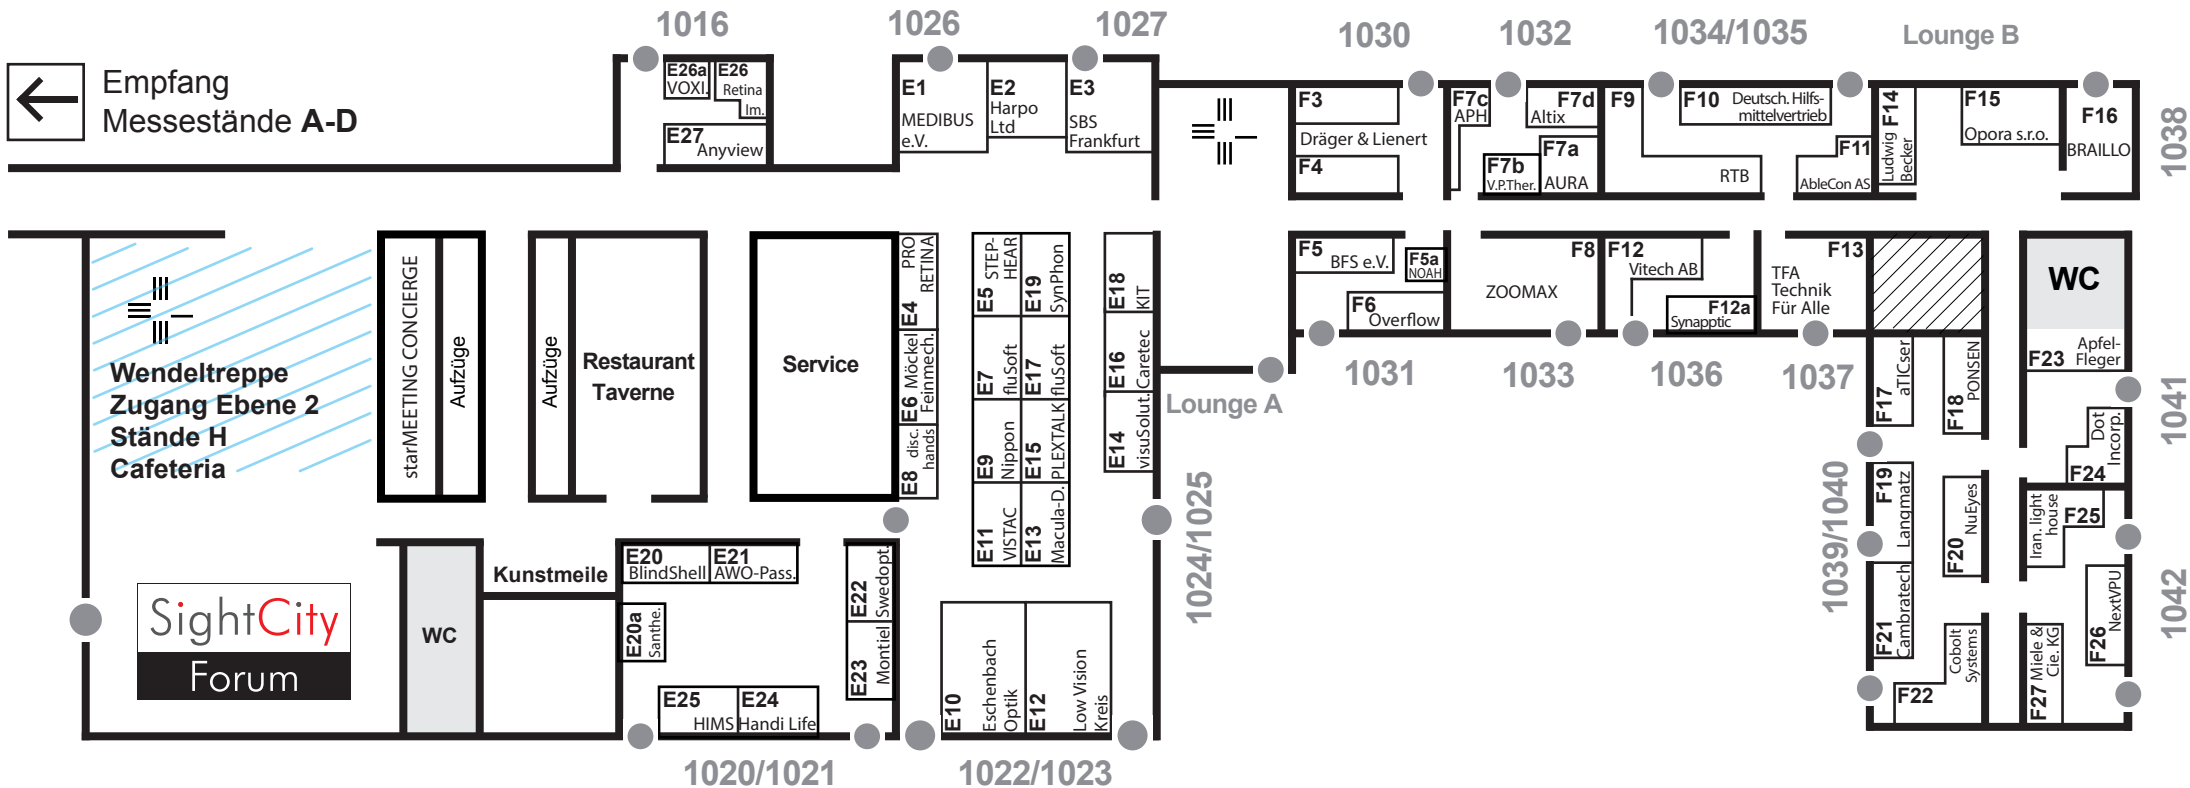 1016
1026
1027
1030
1032
1034/1035
Lounge B
Empfang
Messestände A-D
E26a
VOXI.
E26
Retina
Im.
E27
Anyview
E1
MEDIBUS
e.V.
E2
Harpo
Ltd
E3
SBS
Frankfurt
F3
Dräger & Lienert
F4
F7c
APH
F7d
Altix
F7b
V.P.Ther.
F7a
AURA
F9
RTB
F10
Deutsch. Hilfs-
mittelvertrieb
F11
AbleCon AS
F14
Ludwig
Becker
F15
Opora s.r.o.
F16
BRAILLO
1038
Wendeltreppe
Zugang Ebene 2
Stände H
Cafeteria
starMEETING CONCIERGE
Aufzüge
Aufzüge
Restaurant
Taverne
Service
E4
PRO
RETINA
E6
Möckel
Feinmech.
E8
disc.
hands
E5
STEP-
HEAR
E19
SynPhon
E7
fluSoft
E17
fluSoft
E9
Nippon
E15
PLEXTALK
E11
VISTAC
E13
Macula-D.
E18
KIT
E16
Caretec
E14
visuSolut.
Lounge A
1024/1025
F5
BFS e.V.
F5a
NOAH
F6
Overflow
F8
ZOOMAX
F12
Vitech AB
F12a
Synapptic
F13
TFA
Technik
Für Alle
1031
1033
1036
1037
WC
F23
Apfel-
Fleger
F17
aTICser
F18
PONSEN
1041
Dot
Incorp.
F24
1039/1040
F19
Langmatz
F20
NuEyes
Iran. light
house
F25
1042
F21
Cambratech
F22
Cobolt
Systems
F26
NextVPU
F27
Miele &
Cie. KG
SightCity
Forum
WC
Kunstmeile
E20
BlindShell
E21
AWO-Pass.
E20a
Santhe.
E22
Swedopt.
E23
Montiel
E25
HIMS
E24
Handi Life
E10
Eschenbach
Optik
E12
Low Vision
Kreis
1020/1021
1022/1023